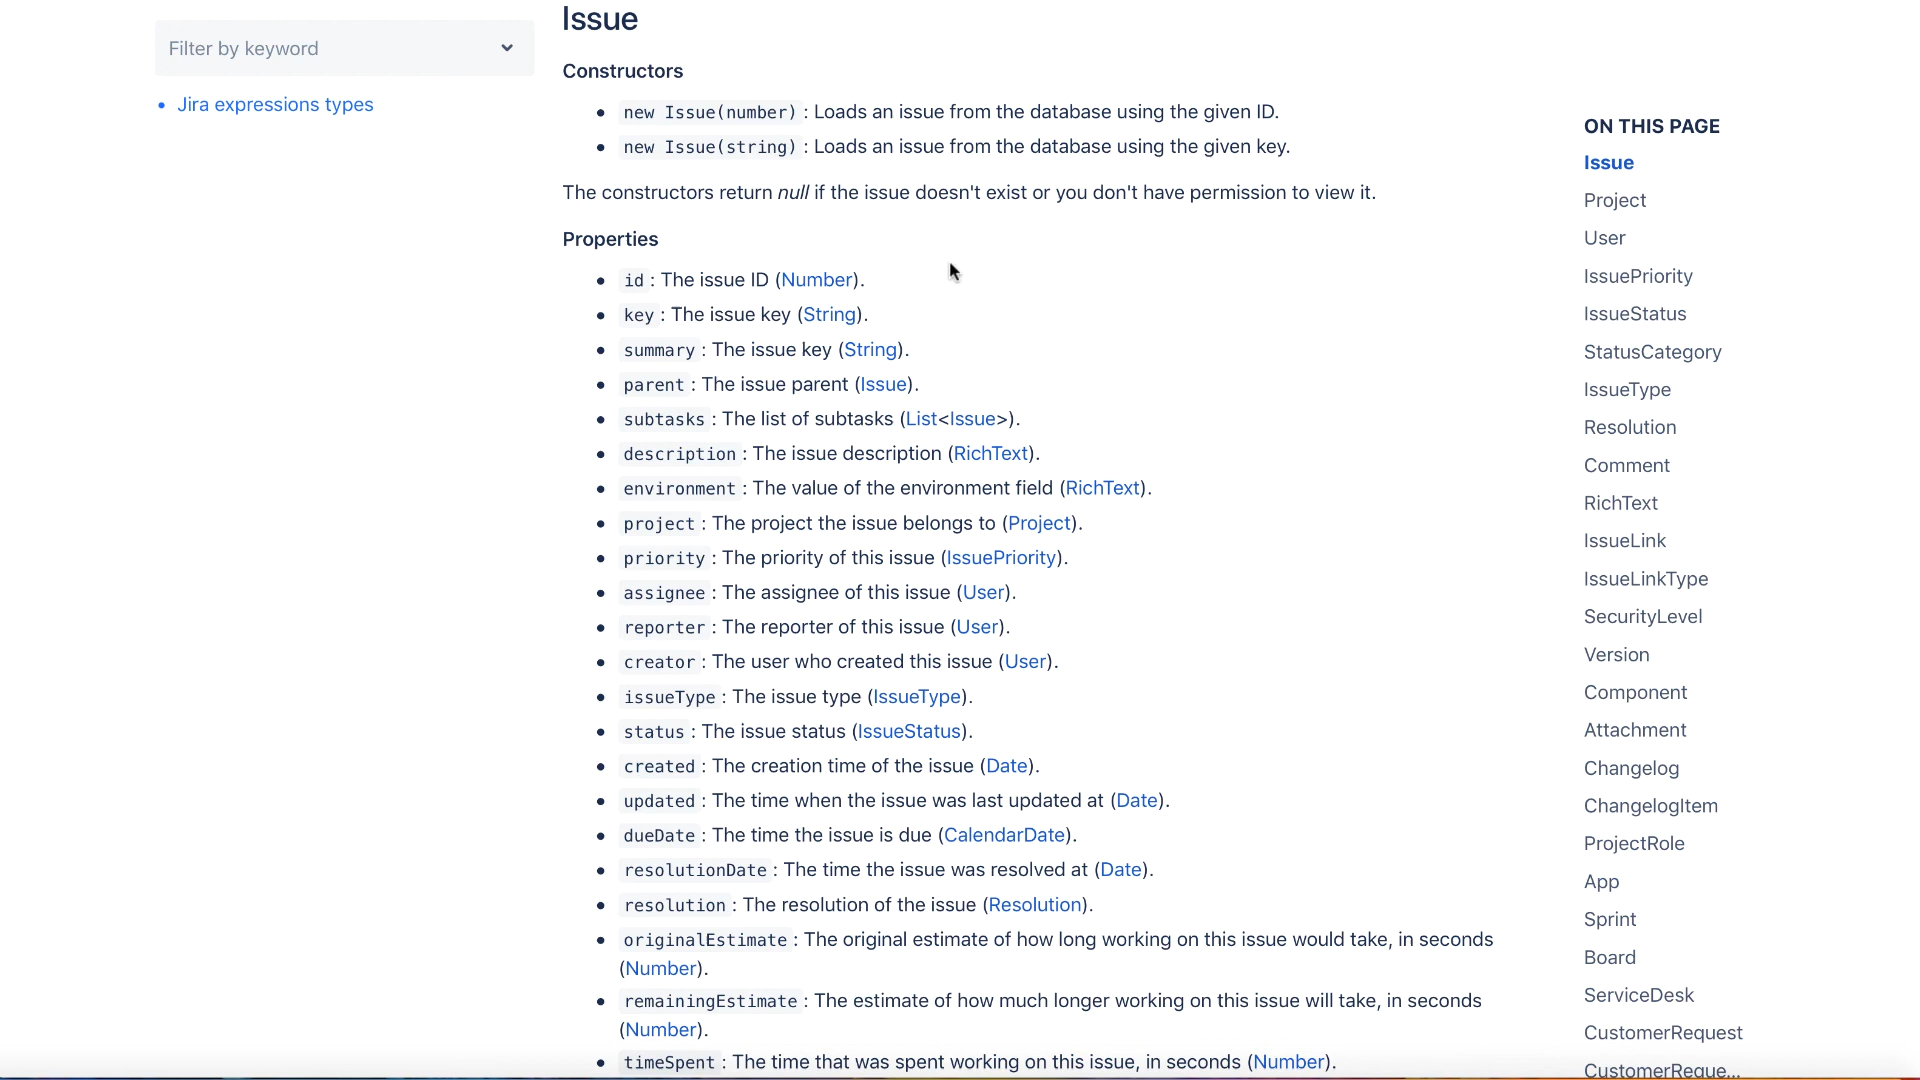 Filter by keyword
Jira expressions types
Issue
Constructors
new Issue(number) : Loads an issue from the database using the given ID.
new Issue(string) : Loads an issue from the database using the given key.
The constructors return null if the issue doesn't exist or you don't have permission to view it.
Properties
id : The issue ID (Number).
key : The issue key (String).
summary : The issue key (String).
parent : The issue parent (Issue).
subtasks : The list of subtasks (List<Issue>).
description : The issue description (RichText).
environment : The value of the environment field (RichText).
project : The project the issue belongs to (Project).
priority : The priority of this issue (IssuePriority).
assignee : The assignee of this issue (User).
reporter : The reporter of this issue (User).
creator : The user who created this issue (User).
issueType : The issue type (IssueType).
status : The issue status (IssueStatus).
created : The creation time of the issue (Date).
updated : The time when the issue was last updated at (Date).
dueDate : The time the issue is due (CalendarDate).
resolutionDate : The time the issue was resolved at (Date).
resolution : The resolution of the issue (Resolution).
originalEstimate : The original estimate of how long working on this issue would take, in seconds
(Number).
remainingEstimate : The estimate of how much longer working on this issue will take, in seconds
(Number).
timeSpent : The time that was spent working on this issue, in seconds (Number).
ON THIS PAGE
Issue
Project
User
IssuePriority
IssueStatus
StatusCategory
IssueType
Resolution
Comment
RichText
IssueLink
IssueLinkType
SecurityLevel
Version
Component
Attachment
Changelog
ChangelogItem
ProjectRole
App
Sprint
Board
ServiceDesk
CustomerRequest
CustomerReque...